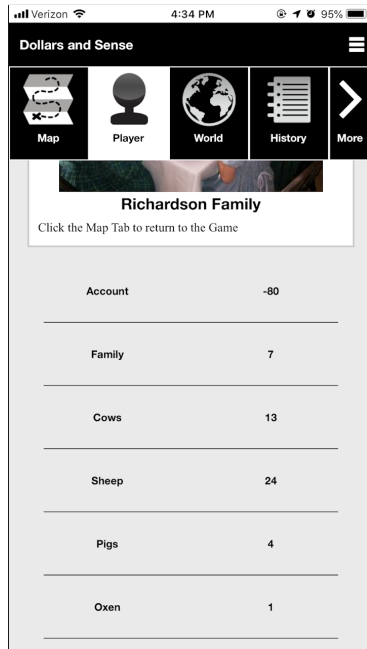 Verizon 4:34 PM 95%
Dollars and Sense
Map Player World History More
Richardson Family
Click the Map Tab to return to the Game
Account -80
Family 7
Cows 13
Sheep 24
Pigs 4
Oxen 1